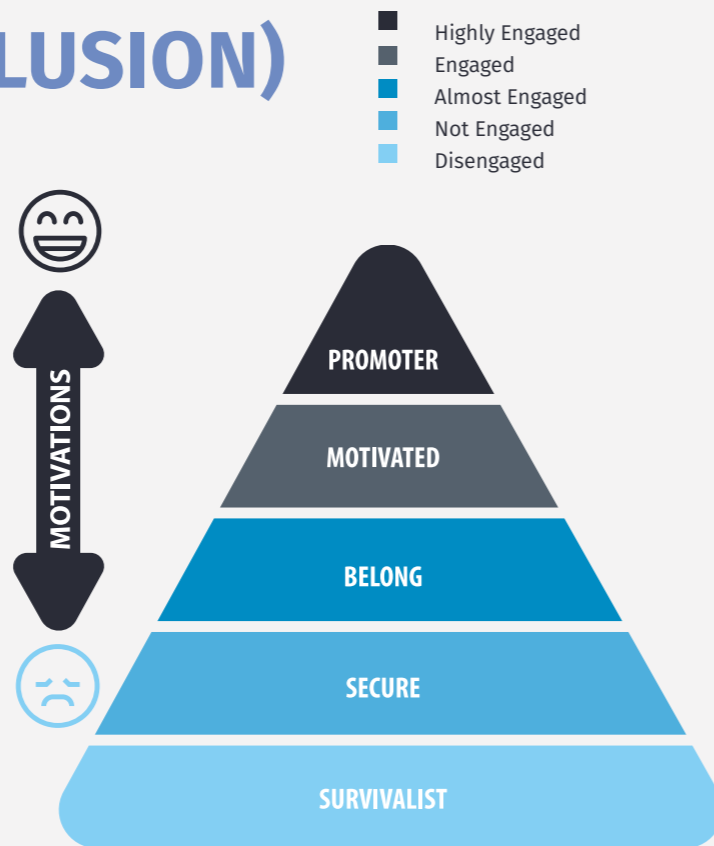 LUSION)
Highly Engaged
Engaged
Almost Engaged
Not Engaged
Disengaged
MOTIVATIONS
PROMOTER
MOTIVATED
BELONG
SECURE
SURVIVALIST